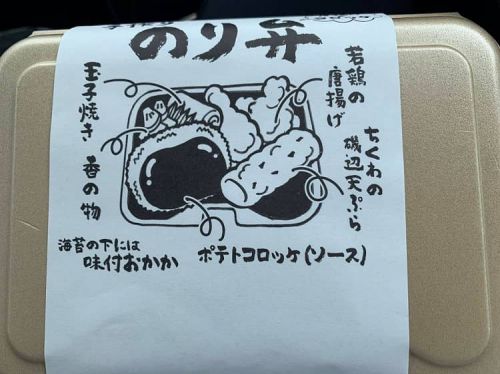 のり弁
若鶏の
唐揚げ
ちくわの
磯辺天ぷら
玉子焼き
香の物
海苔の下には
味付おかか
ポテトコロッケ(ソース)